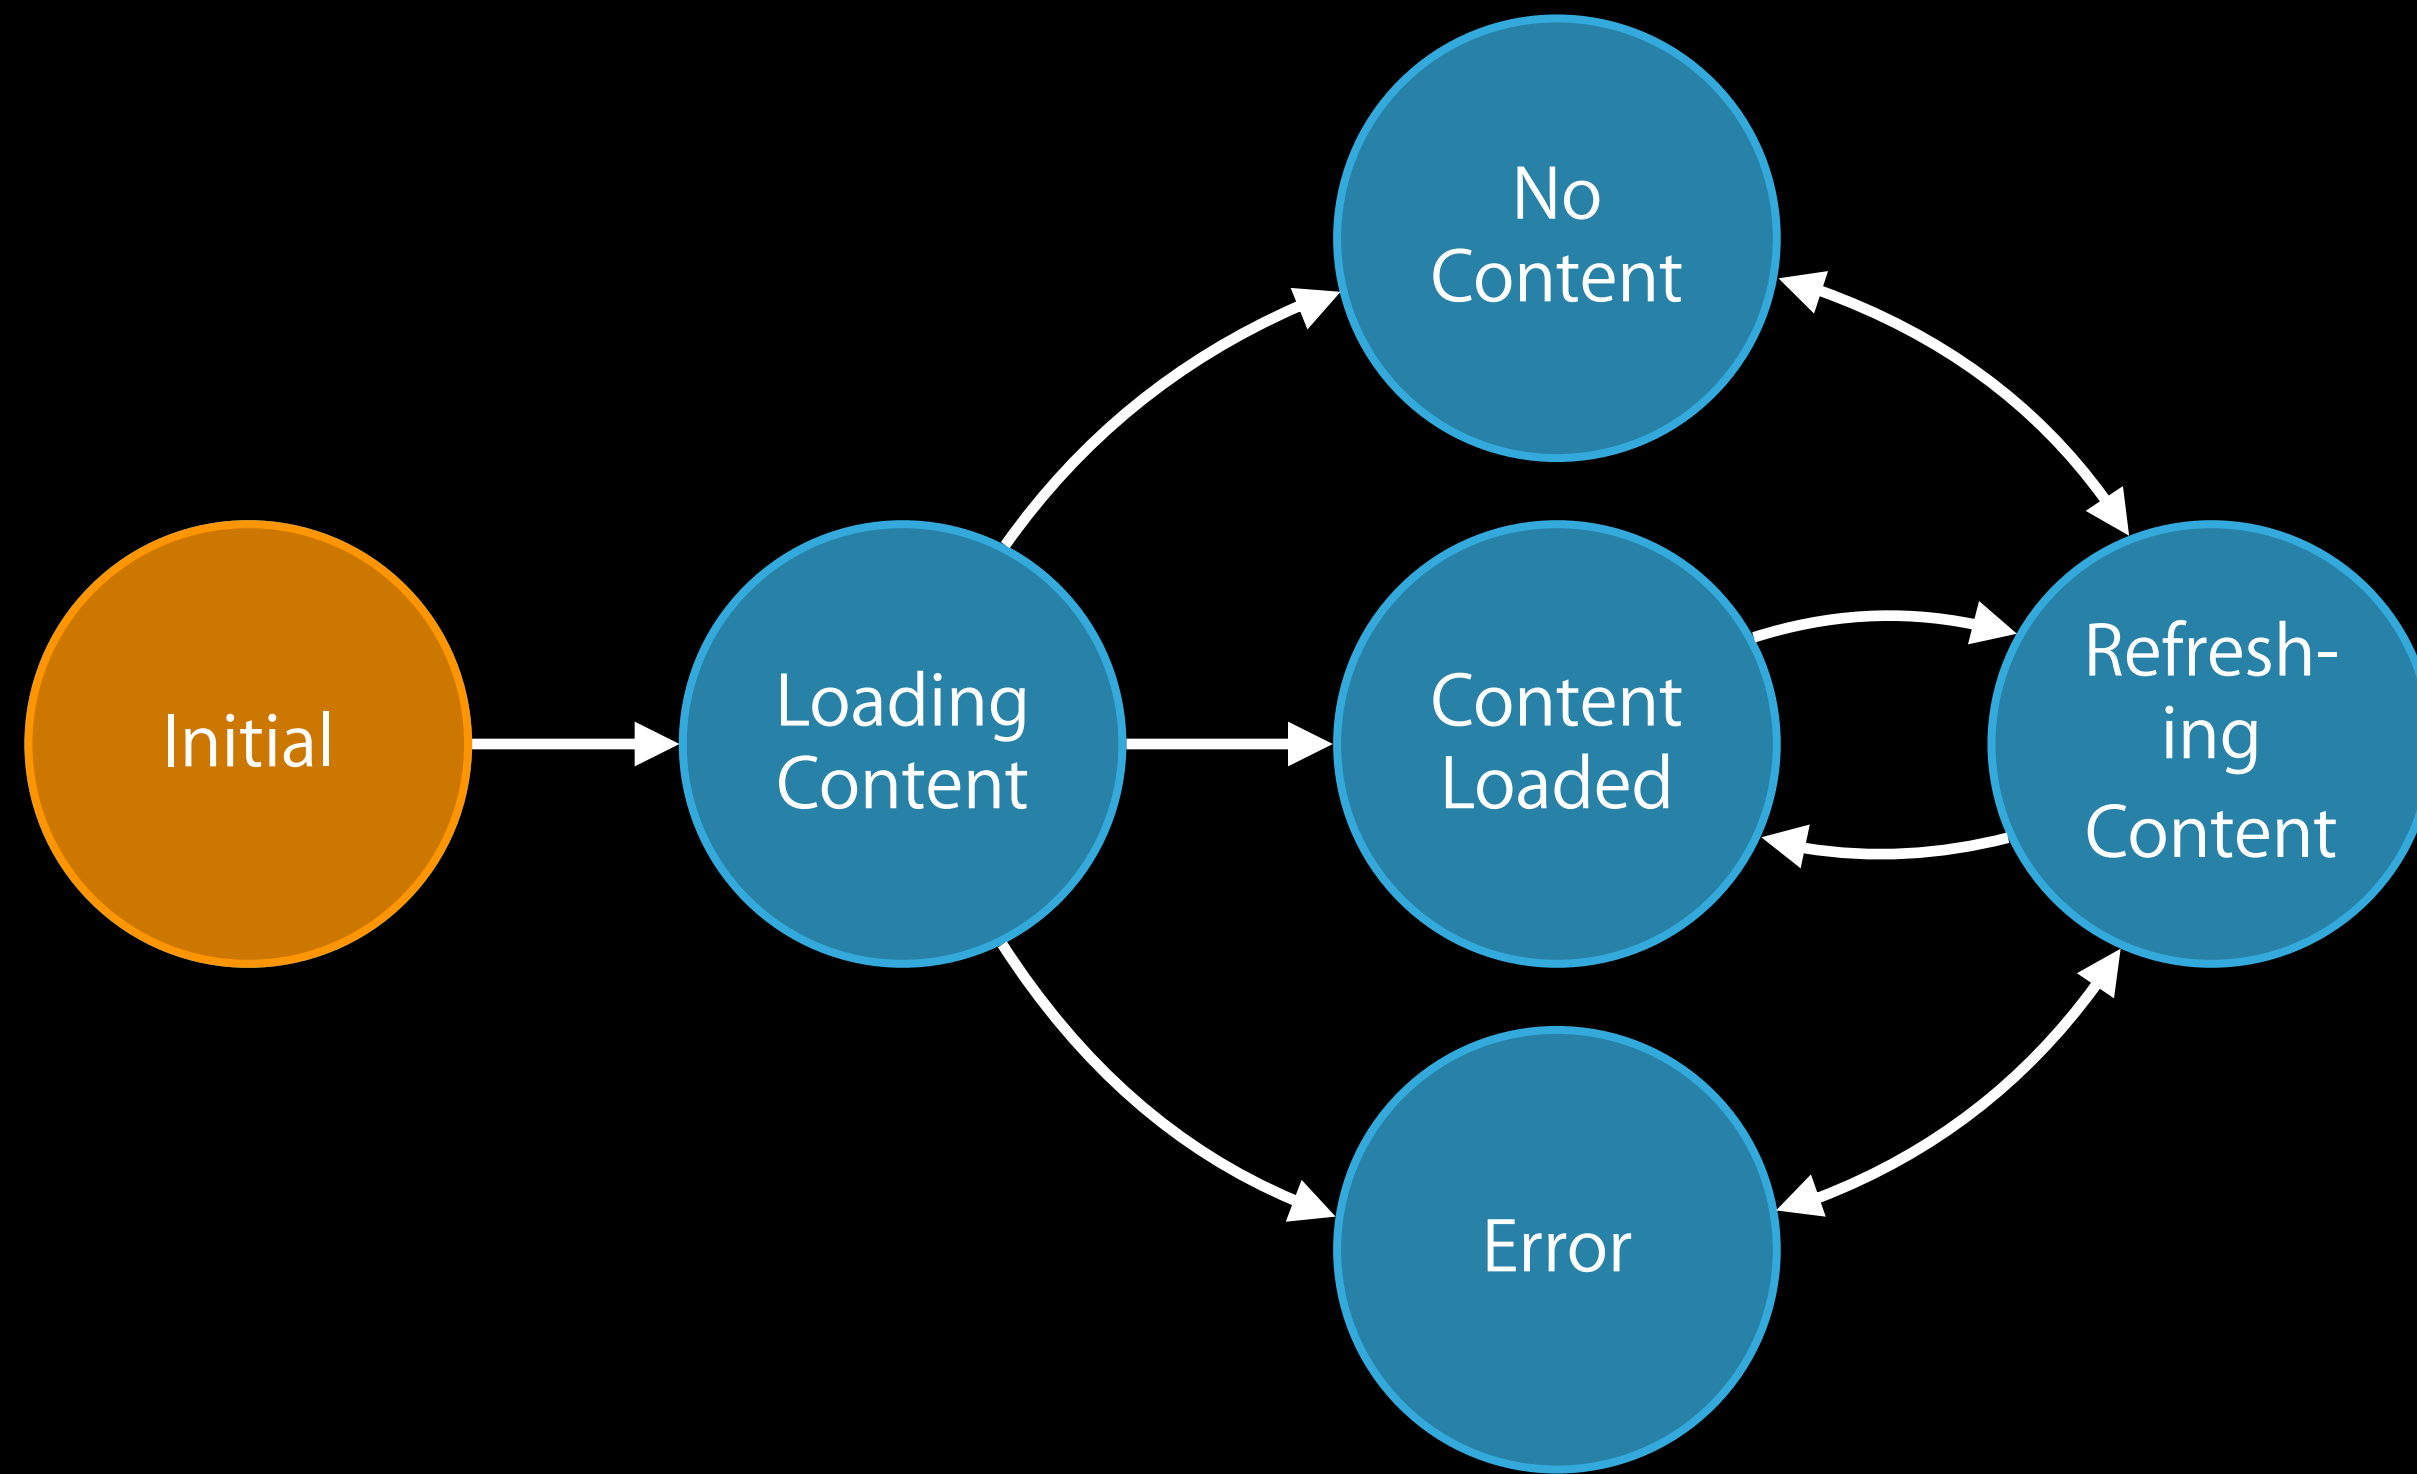 Initial
Loading
Content
No
Content
Content
Loaded
Error
Refresh-
ing
Content